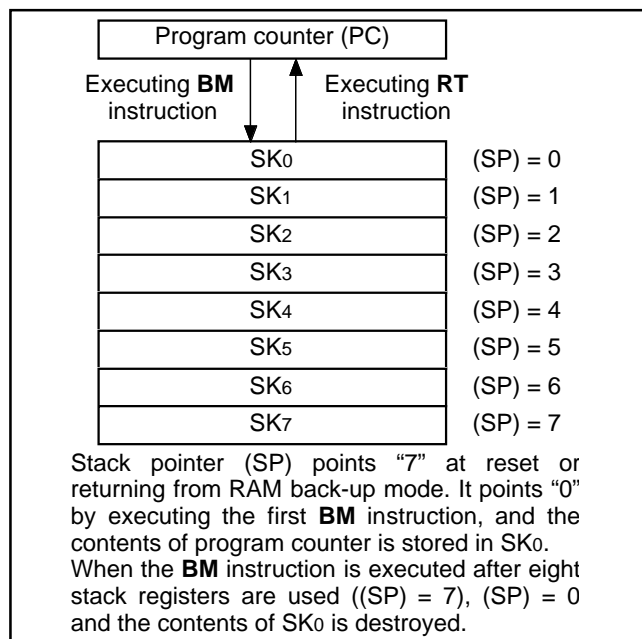 Program counter (PC)
Executing BM
instruction
Executing RT
instruction
SK0
(SP) = 0
SK1
(SP) = 1
SK2
(SP) = 2
SK3
(SP) = 3
SK4
(SP) = 4
SK5
(SP) = 5
SK6
(SP) = 6
SK7
(SP) = 7
Stack pointer (SP) points “7” at reset or
returning from RAM back-up mode. It points “0”
by executing the first BM instruction, and the
contents of program counter is stored in SK0.
When the BM instruction is executed after eight
stack registers are used ((SP) = 7), (SP) = 0
and the contents of SK0 is destroyed.